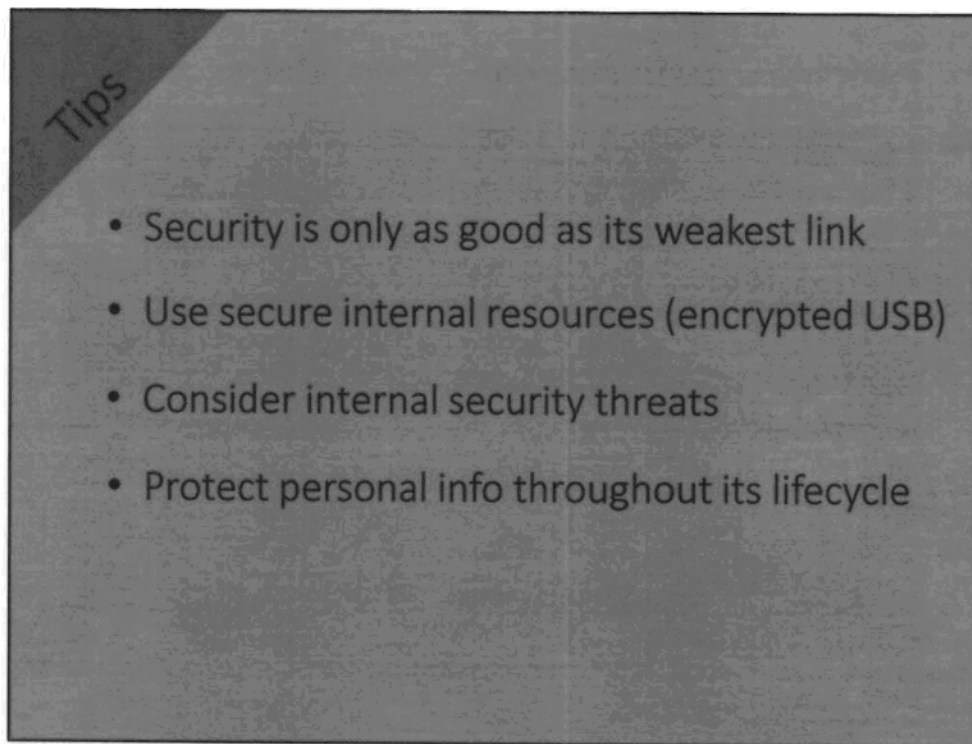 Tips
• Security is only as good as its weakest link
• Use secure internal resources (encrypted USB)
• Consider internal security threats
• Protect personal info throughout its lifecycle